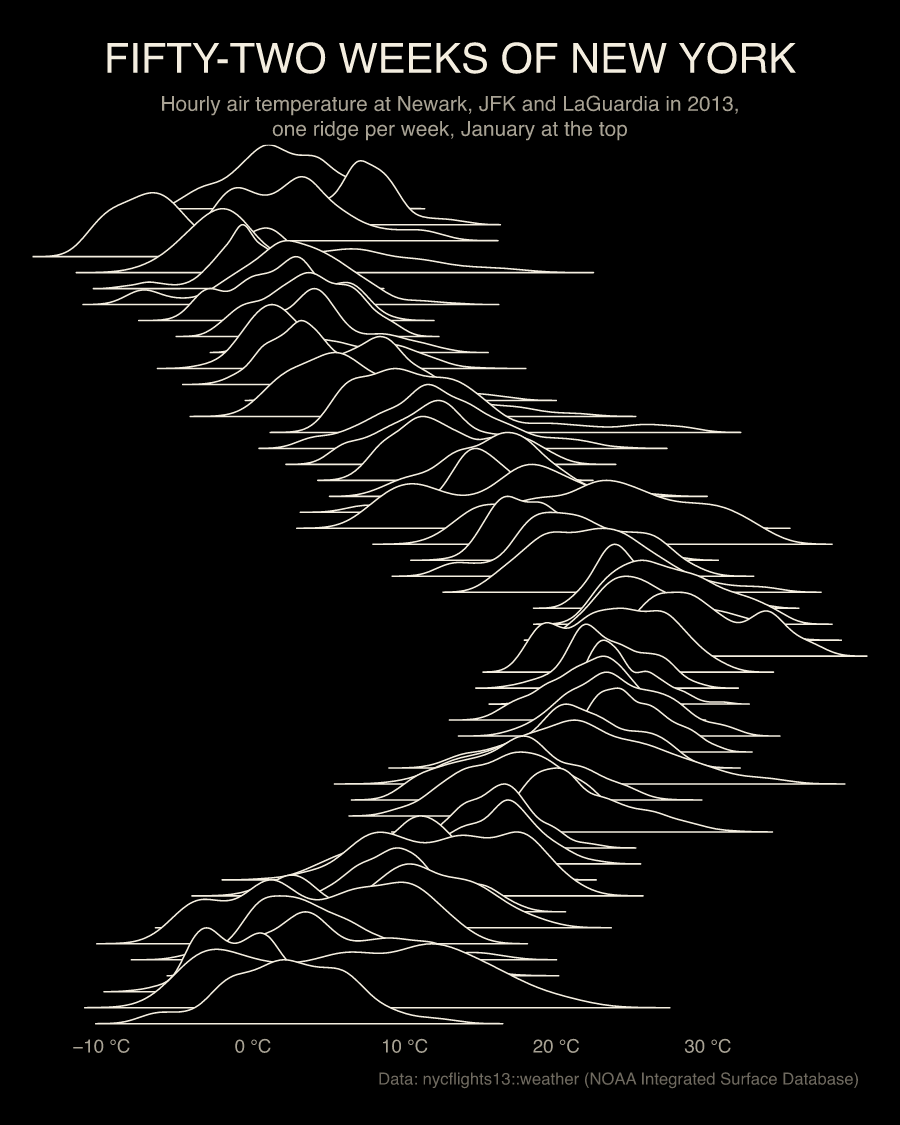 FIFTY-TWO WEEKS OF NEW YORK
Hourly air temperature at Newark, JFK and LaGuardia in 2013,
one ridge per week, January at the top
−10 °C 0 °C 10 °C 20 °C 30 °C
Data: nycflights13::weather (NOAA Integrated Surface Database)